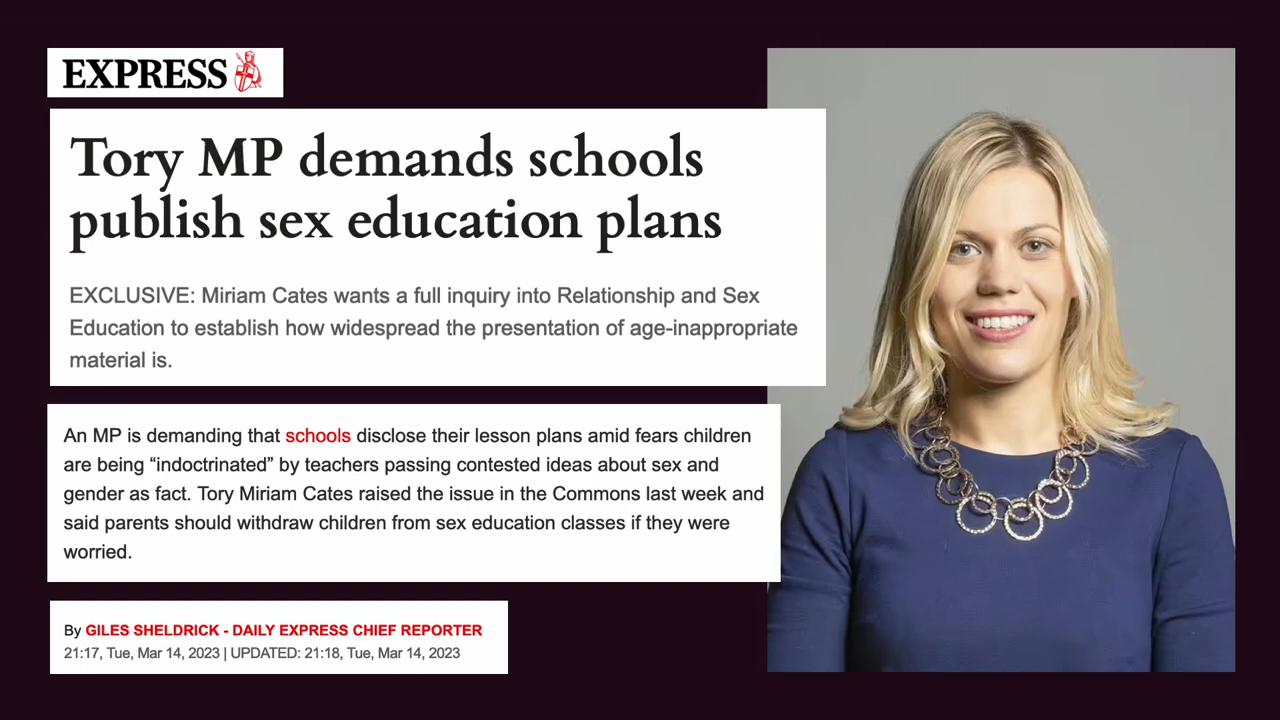 EXPRESS
Tory MP demands schools
publish sex education plans
EXCLUSIVE: Miriam Cates wants a full inquiry into Relationship and Sex
Education to establish how widespread the presentation of age-inappropriate
material is.
An MP is demanding that schools disclose their lesson plans amid fears children
are being “indoctrinated” by teachers passing contested ideas about sex and
gender as fact. Tory Miriam Cates raised the issue in the Commons last week and
said parents should withdraw children from sex education classes if they were
worried.
By GILES SHELDRICK - DAILY EXPRESS CHIEF REPORTER
21:17, Tue, Mar 14, 2023 | UPDATED: 21:18, Tue, Mar 14, 2023